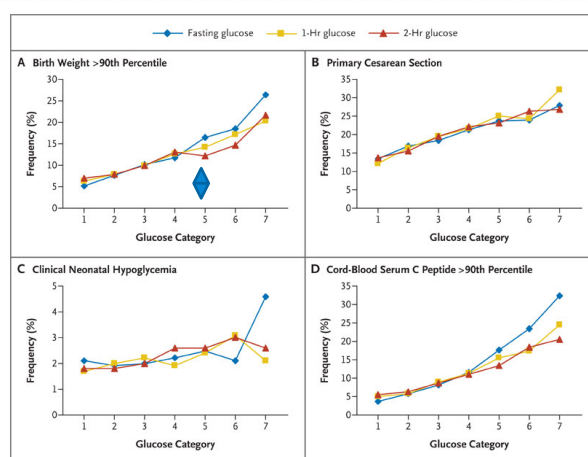 Fasting glucose 1-Hr glucose 2-Hr glucose
A Birth Weight >90th Percentile
Frequency (%)
30
25
20
15
10
5
0
1 2 3 4 5 6 7
Glucose Category
B Primary Cesarean Section
Frequency (%)
35
30
25
20
15
10
5
0
1 2 3 4 5 6 7
Glucose Category
C Clinical Neonatal Hypoglycemia
Frequency (%)
5
4
3
2
1
0
1 2 3 4 5 6 7
Glucose Category
D Cord-Blood Serum C Peptide >90th Percentile
Frequency (%)
35
30
25
20
15
10
5
0
1 2 3 4 5 6 7
Glucose Category